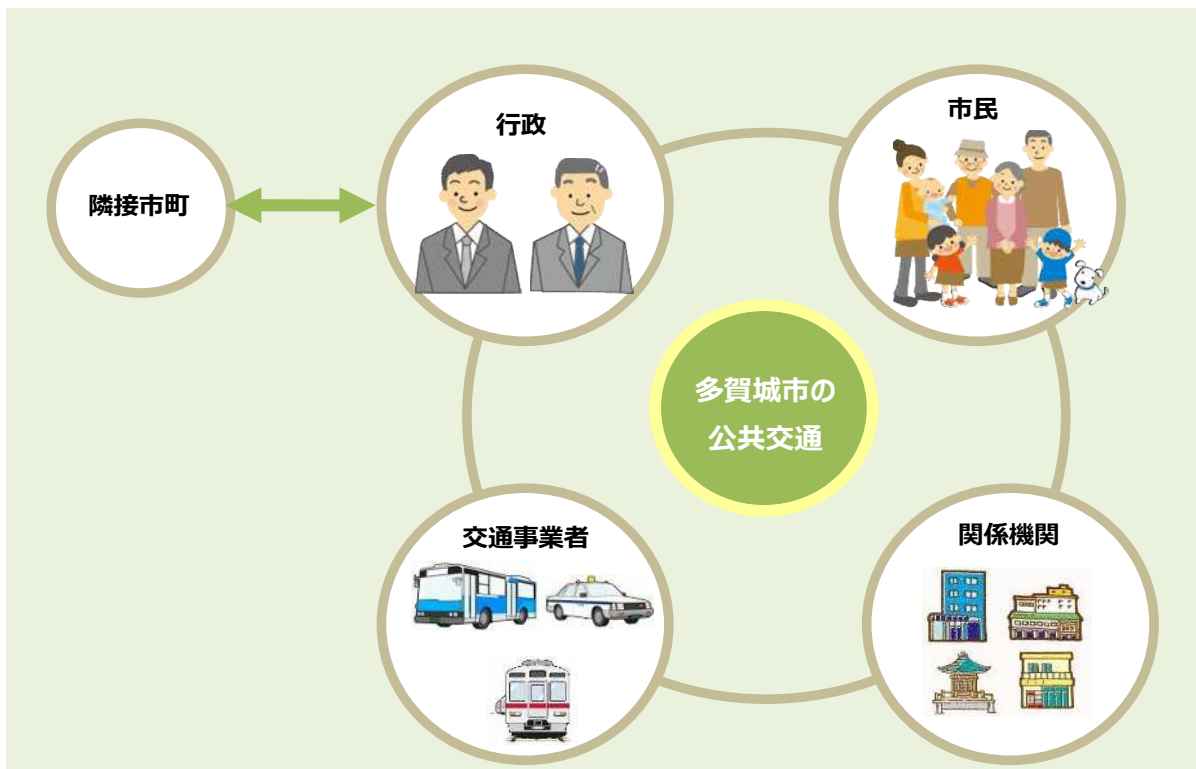 行政
市民
隣接市町
多賀城市の
公共交通
交通事業者
関係機関